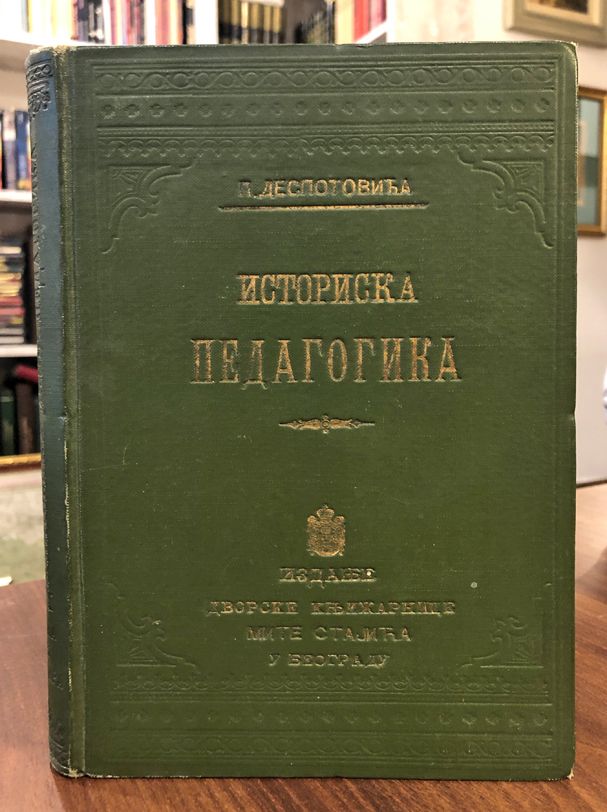 П. ДЕСПОТОВИЋА
ИСТОРИСКА
ПЕДАГОГИКА
ИЗДАЊЕ
ДВОРСКЕ КЊИЖАРНИЦЕ
МИТЕ СТАЈИЋА
У БЕОГРАДУ